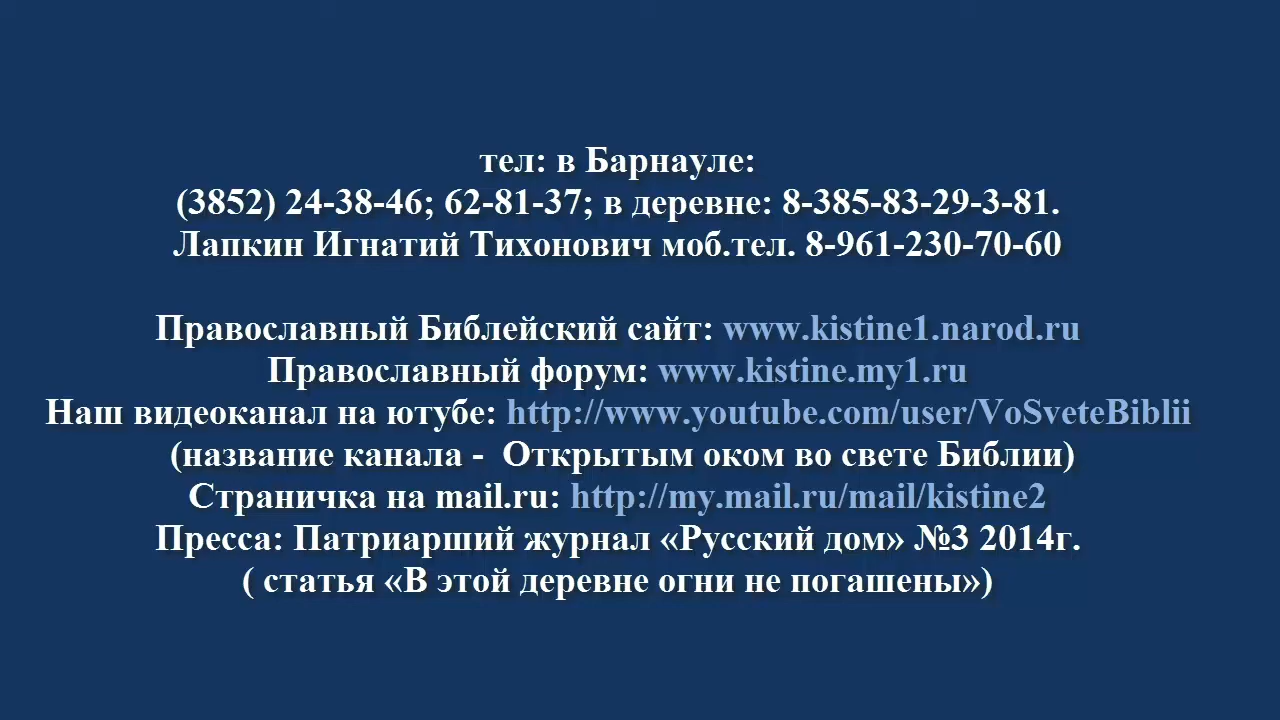 тел: в Барнауле:
(3852) 24-38-46; 62-81-37; в деревне: 8-385-83-29-3-81.
Лапкин Игнатий Тихонович моб.тел. 8-961-230-70-60
Православный Библейский сайт: www.kistine1.narod.ru
Православный форум: www.kistine.my1.ru
Наш видеоканал на ютубе: http://www.youtube.com/user/VoSveteBiblii
(название канала - Открытым оком во свете Библии)
Страничка на mail.ru: http://my.mail.ru/mail/kistine2
Пресса: Патриарший журнал «Русский дом» №3 2014г.
( статья «В этой деревне огни не погашены»)